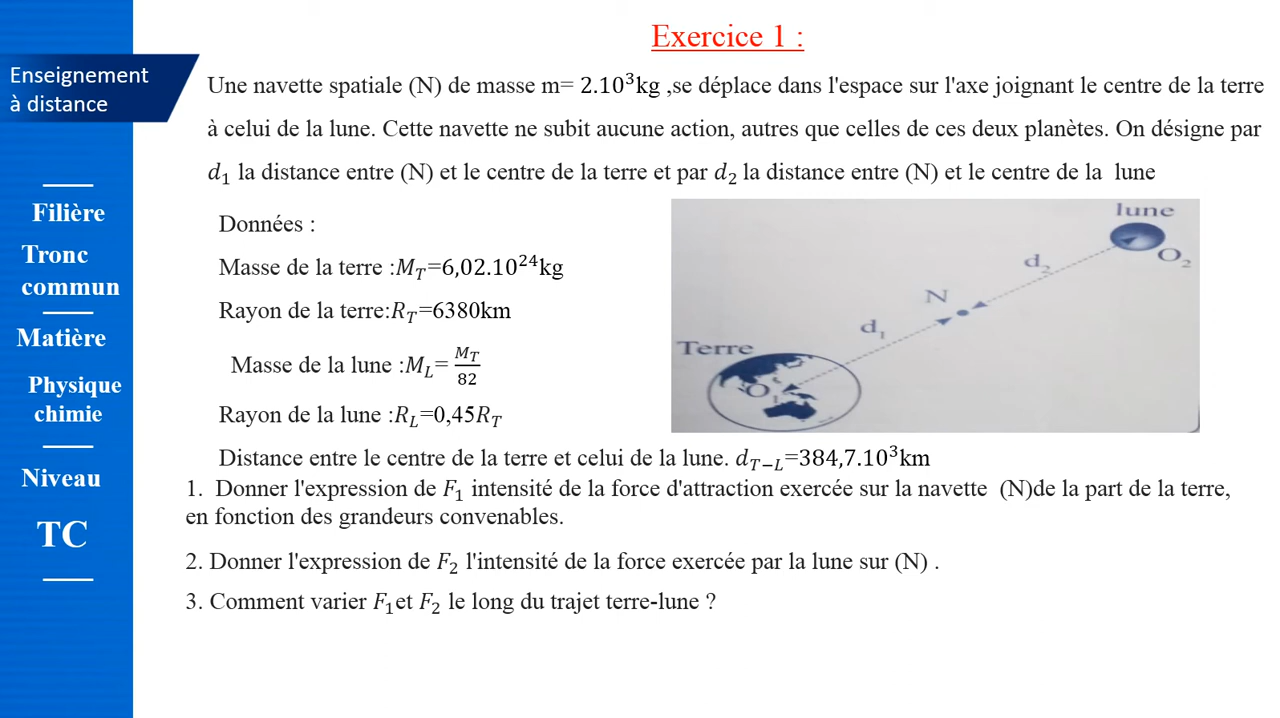 Exercice 1 :
Enseignement
à distance
Filière
Tronc
commun
Matière
Physique
chimie
Niveau
TC
Une navette spatiale (N) de masse m= 2.10³kg ,se déplace dans l'espace sur l'axe joignant le centre de la terre
à celui de la lune. Cette navette ne subit aucune action, autres que celles de ces deux planètes. On désigne par
d₁ la distance entre (N) et le centre de la terre et par d₂ la distance entre (N) et le centre de la lune
Données :
Masse de la terre :M_T=6,02.10²⁴kg
Rayon de la terre:R_T=6380km
Masse de la lune :M_L= M_T/82
Rayon de la lune :R_L=0,45R_T
Distance entre le centre de la terre et celui de la lune. d_T−L=384,7.10³km
lune
O₂
d₂
N
d₁
Terre
O₁
1. Donner l'expression de F₁ intensité de la force d'attraction exercée sur la navette (N)de la part de la terre,
en fonction des grandeurs convenables.
2. Donner l'expression de F₂ l'intensité de la force exercée par la lune sur (N) .
3. Comment varier F₁et F₂ le long du trajet terre-lune ?